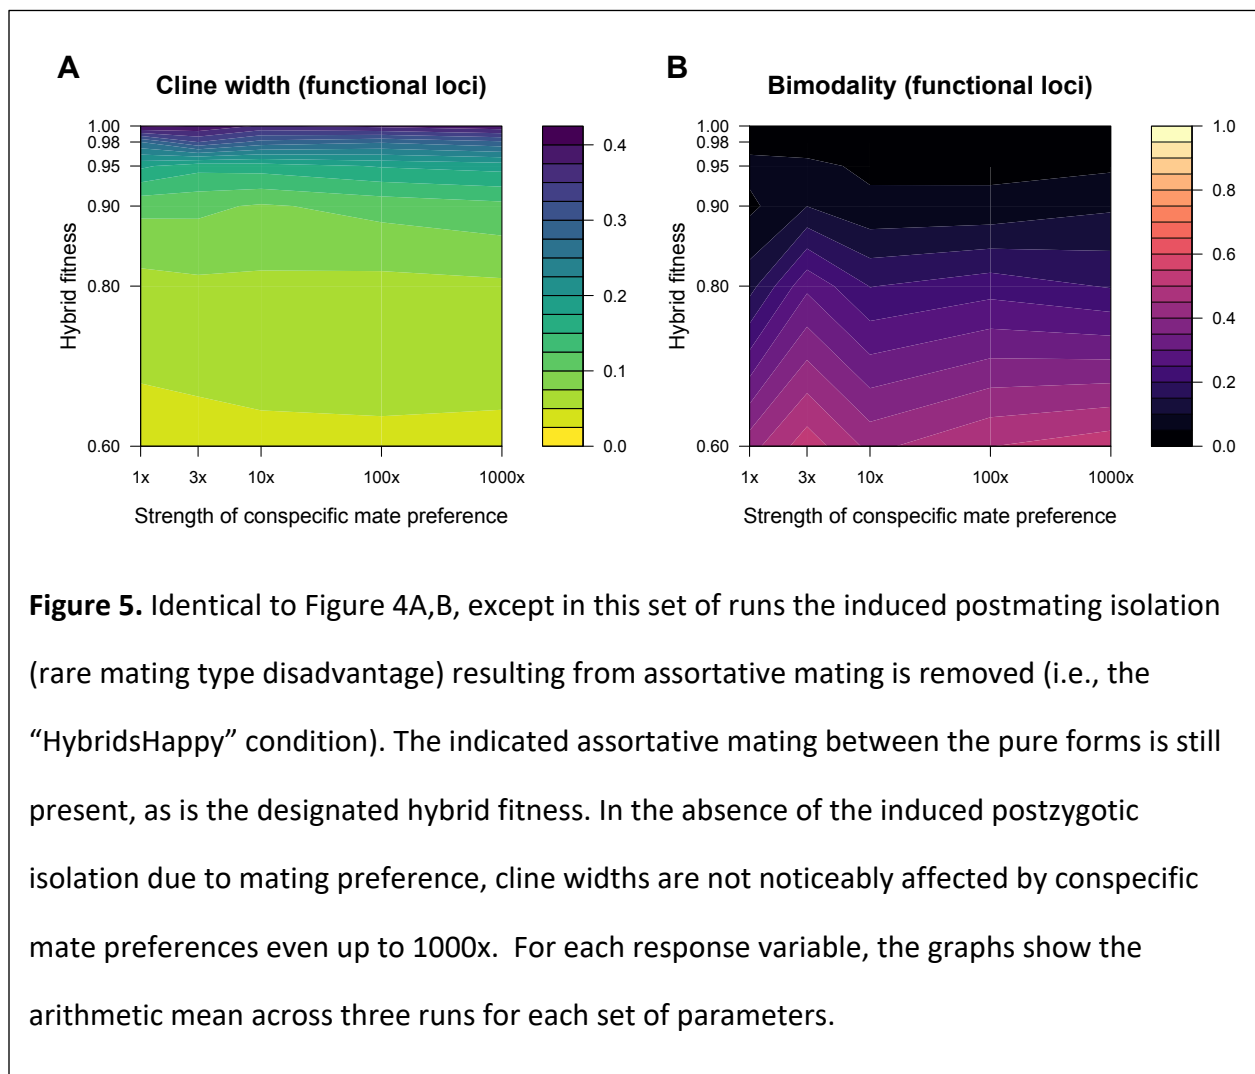 A
Cline width (functional loci)
1.00
0.98
0.95
0.90
0.80
0.60
Hybrid fitness
1x 3x 10x 100x 1000x
Strength of conspecific mate preference
0.4
0.3
0.2
0.1
0.0
B
Bimodality (functional loci)
1.00
0.98
0.95
0.90
0.80
0.60
Hybrid fitness
1x 3x 10x 100x 1000x
Strength of conspecific mate preference
1.0
0.8
0.6
0.4
0.2
0.0
Figure 5. Identical to Figure 4A,B, except in this set of runs the induced postmating isolation
(rare mating type disadvantage) resulting from assortative mating is removed (i.e., the
“HybridsHappy” condition). The indicated assortative mating between the pure forms is still
present, as is the designated hybrid fitness. In the absence of the induced postzygotic
isolation due to mating preference, cline widths are not noticeably affected by conspecific
mate preferences even up to 1000x.  For each response variable, the graphs show the
arithmetic mean across three runs for each set of parameters.